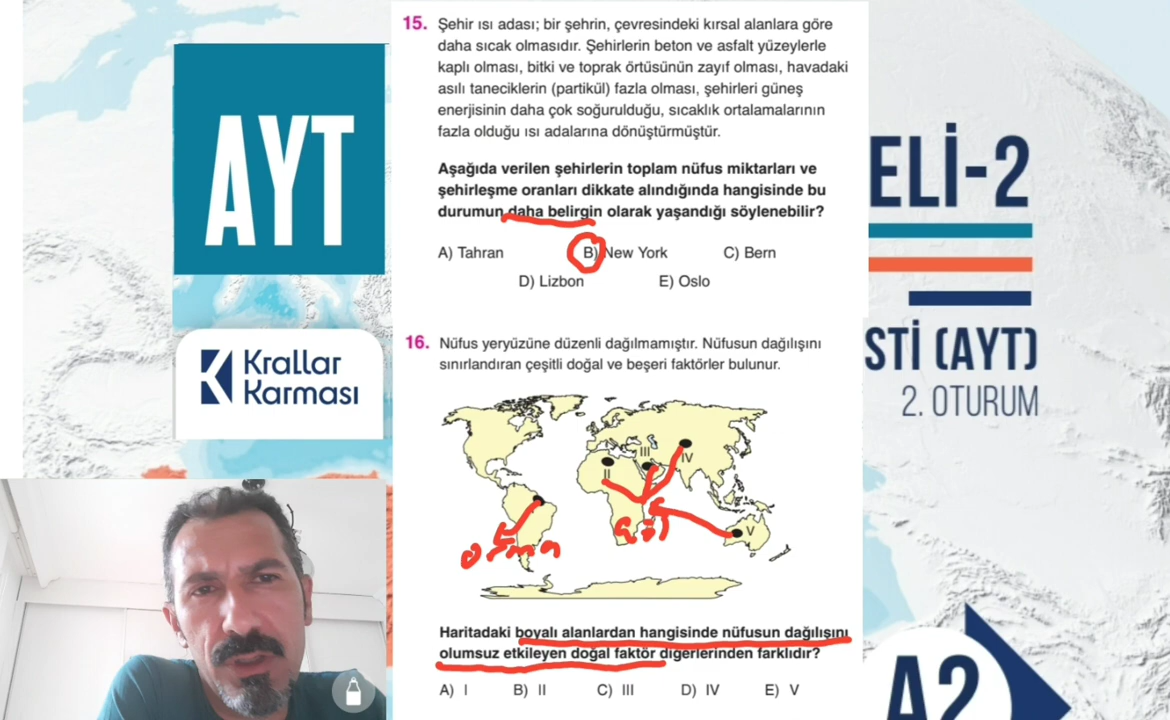 AYT
Krallar
Karması
15. Şehir ısı adası; bir şehrin, çevresindeki kırsal alanlara göre
daha sıcak olmasıdır. Şehirlerin beton ve asfalt yüzeylerle
kaplı olması, bitki ve toprak örtüsünün zayıf olması, havadaki
asılı taneciklerin (partikül) fazla olması, şehirleri güneş
enerjisinin daha çok soğurulduğu, sıcaklık ortalamalarının
fazla olduğu ısı adalarına dönüştürmüştür.
Aşağıda verilen şehirlerin toplam nüfus miktarları ve
şehirleşme oranları dikkate alındığında hangisinde bu
durumun daha belirgin olarak yaşandığı söylenebilir?
A) Tahran B) New York C) Bern
D) Lizbon E) Oslo
16. Nüfus yeryüzüne düzenli dağılmamıştır. Nüfusun dağılışını
sınırlandıran çeşitli doğal ve beşeri faktörler bulunur.
II
III
IV
V
orman
çöl
Haritadaki boyalı alanlardan hangisinde nüfusun dağılışını
olumsuz etkileyen doğal faktör diğerlerinden farklıdır?
A) I B) II C) III D) IV E) V
ELİ-2
STİ (AYT)
2. OTURUM
A2